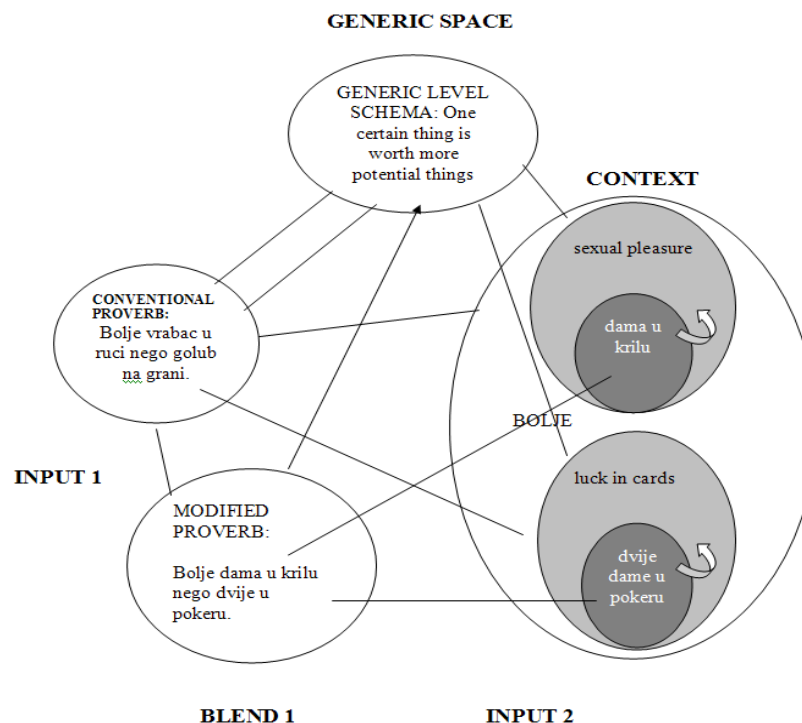 GENERIC SPACE
GENERIC LEVEL
SCHEMA: One
certain thing is
worth more
potential things
CONTEXT
sexual pleasure
dama u
krilu
CONVENTIONAL
PROVERB:
Bolje vrabac u
ruci nego golub
na grani.
BOLJE
INPUT 1
luck in cards
dvije
dame u
pokeru
MODIFIED
PROVERB:
Bolje dama u krilu
nego dvije u
pokeru.
BLEND 1
INPUT 2